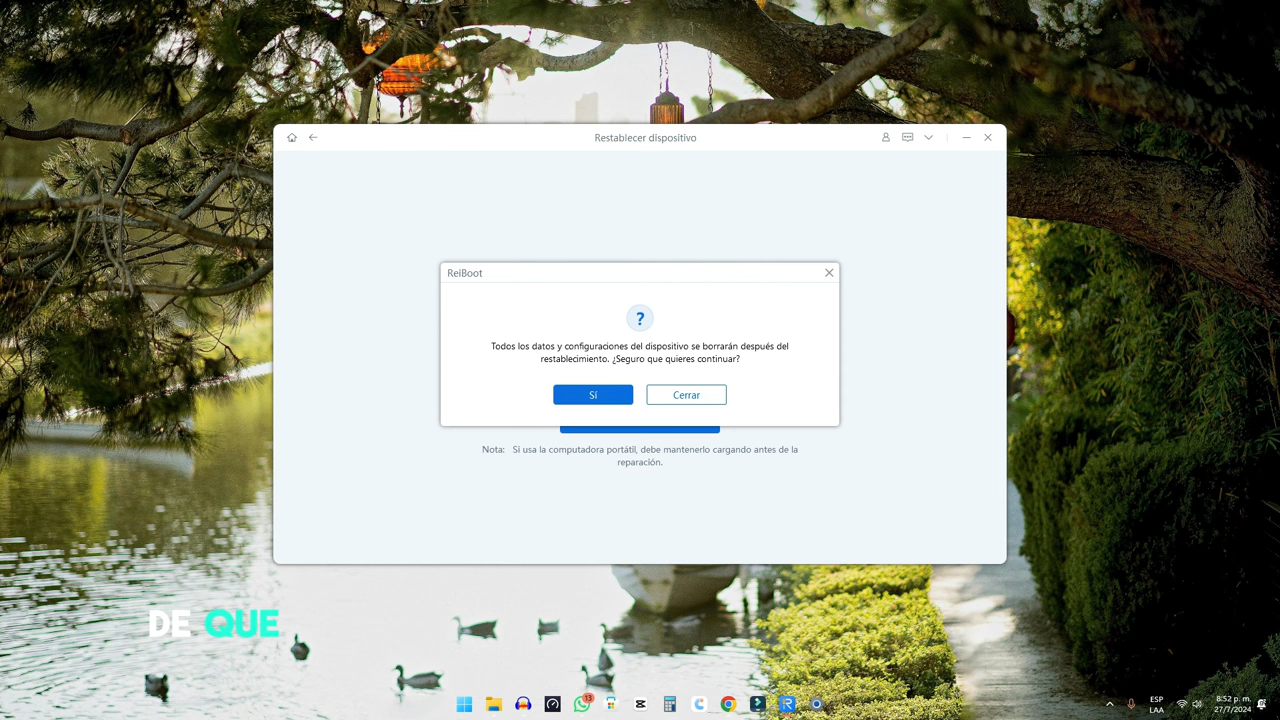 Restablecer dispositivo
ReiBoot
?
Todos los datos y configuraciones del dispositivo se borrarán después del
restablecimiento. ¿Seguro que quieres continuar?
Sí
Cerrar
Nota: Si usa la computadora portátil, debe mantenerlo cargando antes de la
reparación.
DE QUE
13
ESP
LAA
8:52 p. m.
27/7/2024